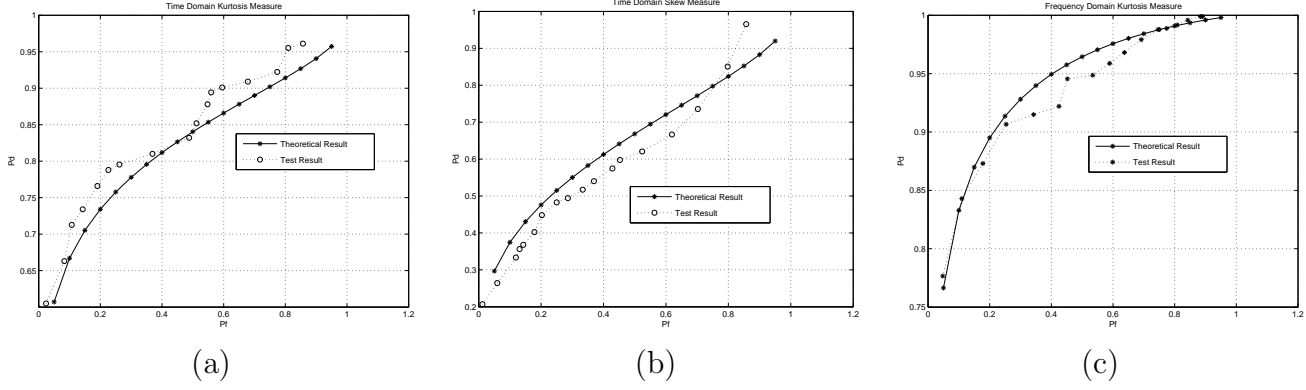 Time Domain Kurtosis Measure
0.95
0.9
0.85
0.8
0.75
0.7
0.65
Pd
Theoretical Result
Test Result
0
0.2
0.4
0.6
0.8
1
1.2
Pf
(a)
Time Domain Skew Measure
1
0.9
0.8
0.7
0.6
0.5
0.4
0.3
0.2
Pd
Theoretical Result
Test Result
0
0.2
0.4
0.6
0.8
1
1.2
Pf
(b)
Frequency Domain Kurtosis Measure
1
0.95
0.9
0.85
0.8
0.75
Pd
Theoretical Result
Test Result
0
0.2
0.4
0.6
0.8
1
1.2
Pf
(c)